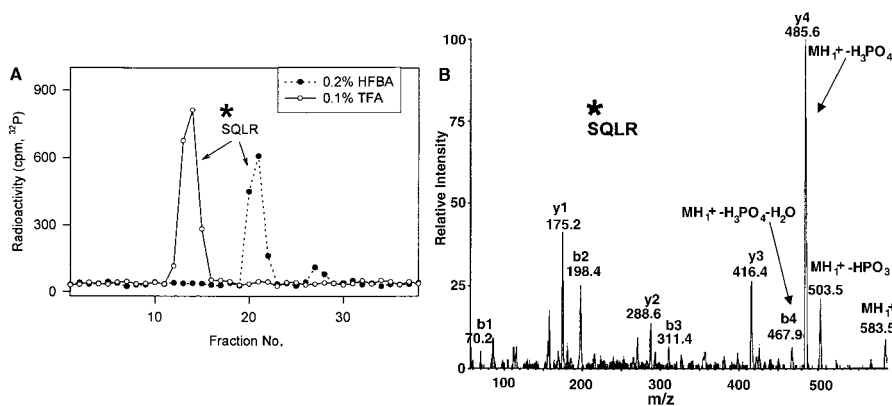 A
Radioactivity (cpm, ³²P)
900
600
300
0
10
20
30
Fraction No.
0.2% HFBA
0.1% TFA
*
SQLR
B
Relative Intensity
100
75
50
25
0
100
200
300
400
500
m/z
*
SQLR
b1
70.2
y1
175.2
b2
198.4
y2
288.6
b3
311.4
y3
416.4
b4
467.9
y4
485.6
MH₁+ -H₃PO₄
MH₁+ -H₃PO4-H₂O
MH₁+ -HPO₃
503.5
MH₁+
583.5